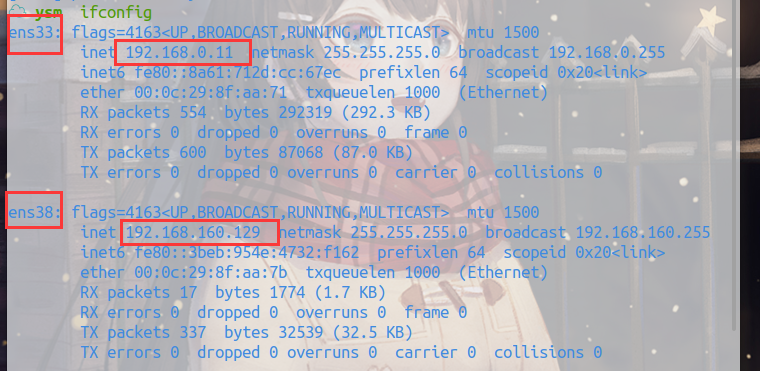 ysm ifconfig
ens33: flags=4163<UP,BROADCAST,RUNNING,MULTICAST>  mtu 1500
inet 192.168.0.11  netmask 255.255.255.0  broadcast 192.168.0.255
inet6 fe80::8a61:712d:cc:67ec  prefixlen 64  scopeid 0x20<link>
ether 00:0c:29:8f:aa:71  txqueuelen 1000  (Ethernet)
RX packets 554  bytes 292319 (292.3 KB)
RX errors 0  dropped 0  overruns 0  frame 0
TX packets 600  bytes 87068 (87.0 KB)
TX errors 0  dropped 0 overruns 0  carrier 0  collisions 0
ens38: flags=4163<UP,BROADCAST,RUNNING,MULTICAST>  mtu 1500
inet 192.168.160.129  netmask 255.255.255.0  broadcast 192.168.160.255
inet6 fe80::3beb:954e:4732:f162  prefixlen 64  scopeid 0x20<link>
ether 00:0c:29:8f:aa:7b  txqueuelen 1000  (Ethernet)
RX packets 17  bytes 1774 (1.7 KB)
RX errors 0  dropped 0  overruns 0  frame 0
TX packets 337  bytes 32539 (32.5 KB)
TX errors 0  dropped 0 overruns 0  carrier 0  collisions 0